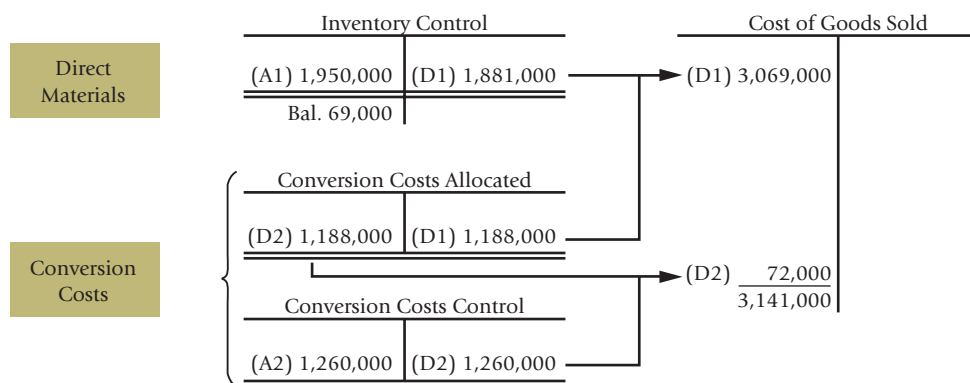 Inventory Control
Cost of Goods Sold
Direct
Materials
(A1) 1,950,000 (D1) 1,881,000
(D1) 3,069,000
Bal. 69,000
Conversion Costs Allocated
(D2) 1,188,000 (D1) 1,188,000
Conversion
Costs
(D2) 72,000
3,141,000
Conversion Costs Control
(A2) 1,260,000 (D2) 1,260,000